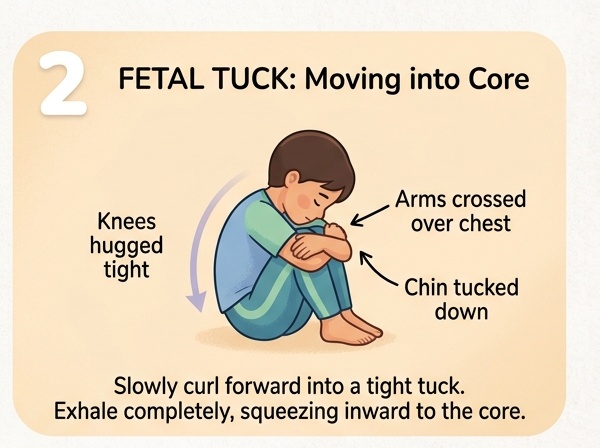 2
FETAL TUCK: Moving into Core
Knees
hugged
tight
Arms crossed
over chest
Chin tucked
down
Slowly curl forward into a tight tuck.
Exhale completely, squeezing inward to the core.